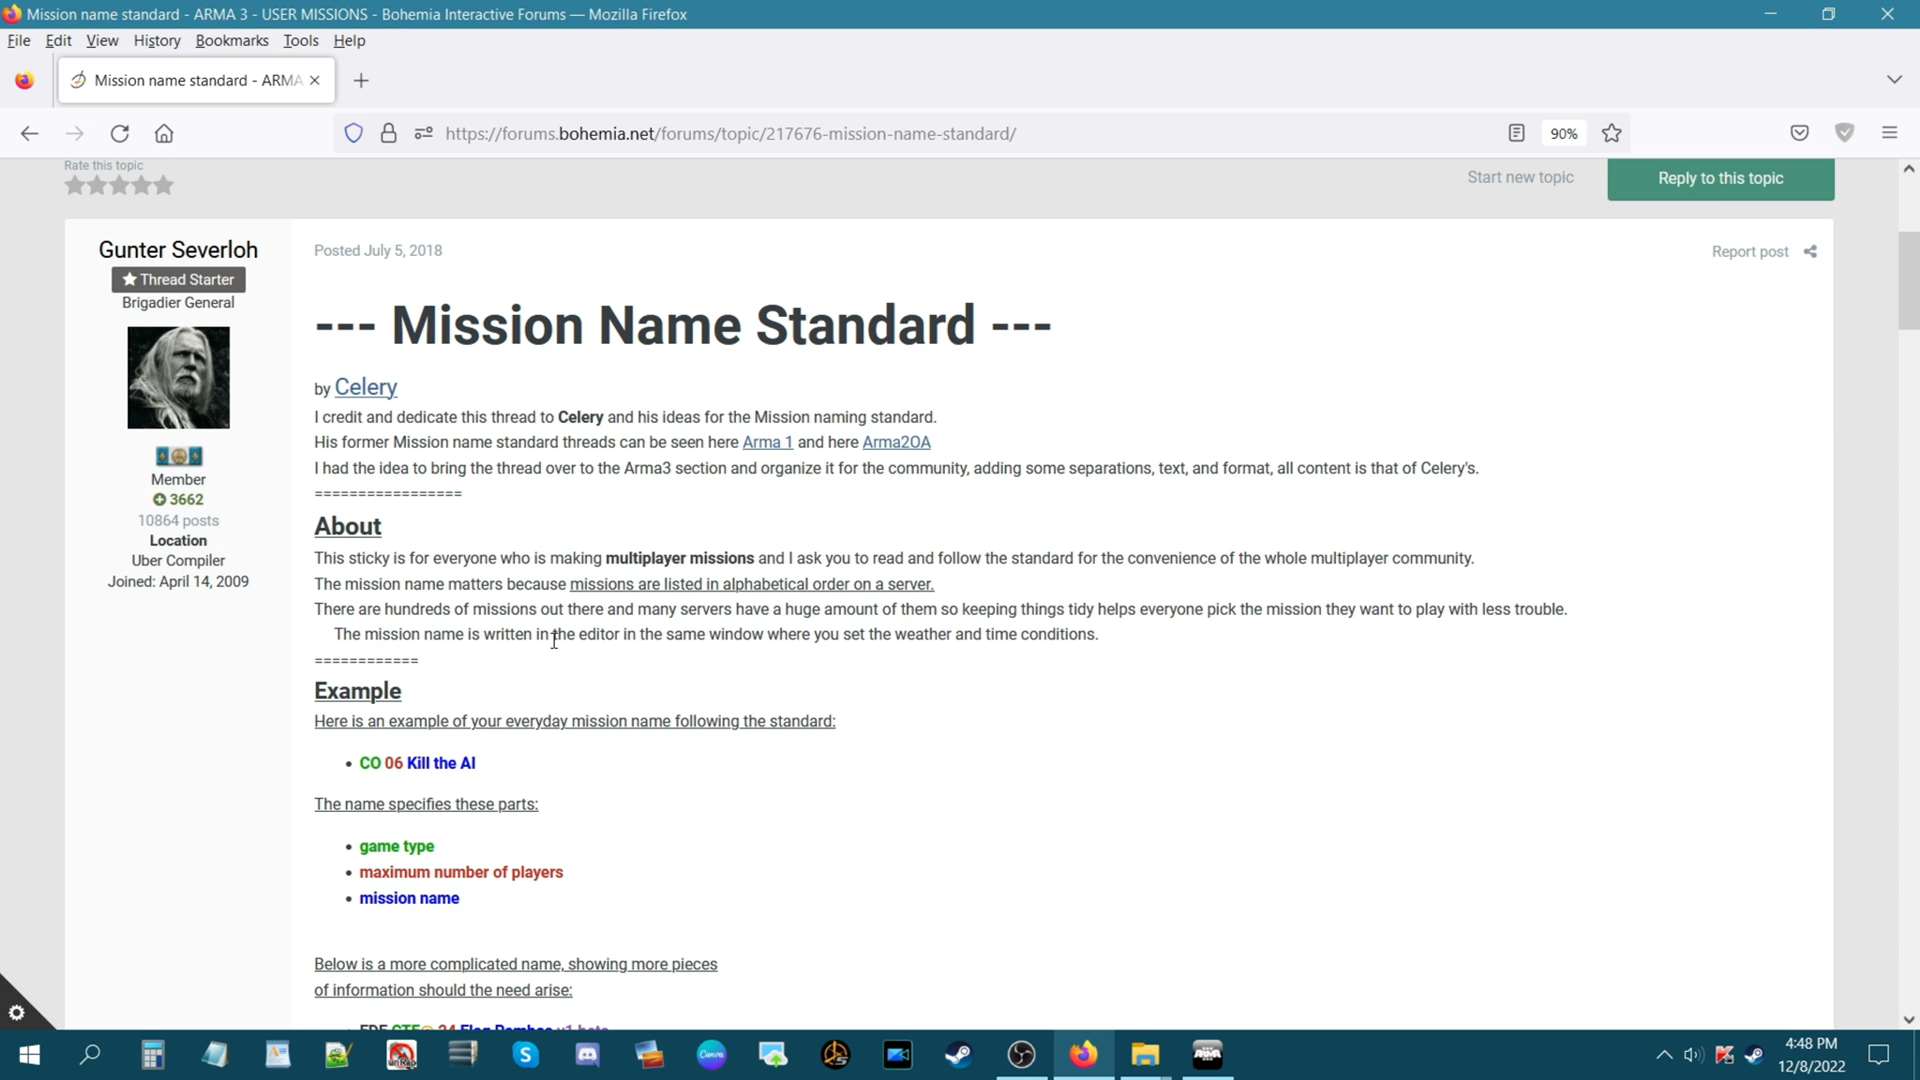 Mission name standard - ARMA 3 - USER MISSIONS - Bohemia Interactive Forums — Mozilla Firefox
File Edit View History Bookmarks Tools Help
Mission name standard - ARMA
https://forums.bohemia.net/forums/topic/217676-mission-name-standard/
90%
Rate this topic
Start new topic
Reply to this topic
Gunter Severloh
Thread Starter
Brigadier General
Member
3662
10864 posts
Location
Uber Compiler
Joined: April 14, 2009
Posted July 5, 2018
Report post
--- Mission Name Standard ---
by Celery
I credit and dedicate this thread to Celery and his ideas for the Mission naming standard.
His former Mission name standard threads can be seen here Arma 1 and here Arma2OA
I had the idea to bring the thread over to the Arma3 section and organize it for the community, adding some separations, text, and format, all content is that of Celery's.
=================
About
This sticky is for everyone who is making multiplayer missions and I ask you to read and follow the standard for the convenience of the whole multiplayer community.
The mission name matters because missions are listed in alphabetical order on a server.
There are hundreds of missions out there and many servers have a huge amount of them so keeping things tidy helps everyone pick the mission they want to play with less trouble.
The mission name is written in the editor in the same window where you set the weather and time conditions.
============
Example
Here is an example of your everyday mission name following the standard:
• CO 06 Kill the AI
The name specifies these parts:
• game type
• maximum number of players
• mission name
Below is a more complicated name, showing more pieces
of information should the need arise:
Canva
4:48 PM
12/8/2022